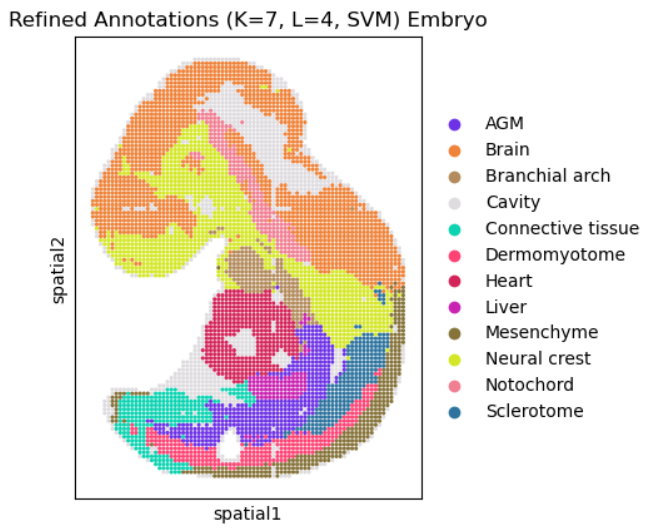 Refined Annotations (K=7, L=4, SVM) Embryo
spatial2
AGM
Brain
Branchial arch
Cavity
Connective tissue
Dermomyotome
Heart
Liver
Mesenchyme
Neural crest
Notochord
Sclerotome
spatial1